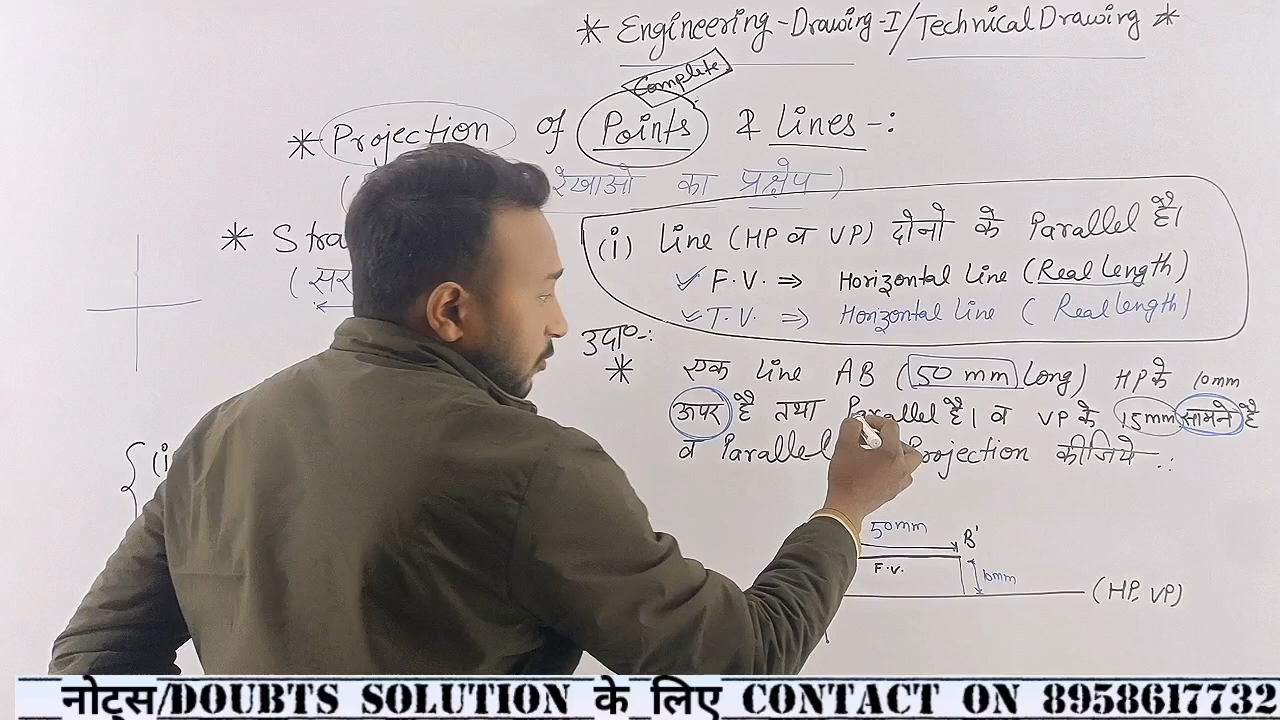 * Engineering-Drawing-I/Technical Drawing *
Complete
* Projection of Points & Lines -:
( रेखाओ का प्रक्षेप )
* Stra
(सर
(i) Line (HP व VP) दोनो के Parallel है।
✓ F.V. ⇒ Horizontal Line (Real Length)
✓ T.V. ⇒ Horizontal Line ( Real length)
उदा०-:
* एक Line AB (50 mm Long) HP के 10mm
ऊपर है तथा Parallel है। व VP के 15mm सामने है
व Parallel Projection कीजिये -:
(i
50mm B'
F.V. 10mm
(HP, VP)
नोट्स/DOUBTS SOLUTION के लिए CONTACT ON 8958617732